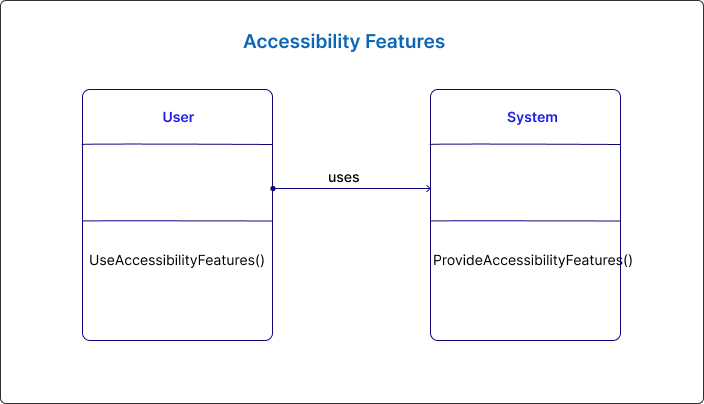 Accessibility Features
User
System
uses
UseAccessibilityFeatures()
ProvideAccessibilityFeatures()